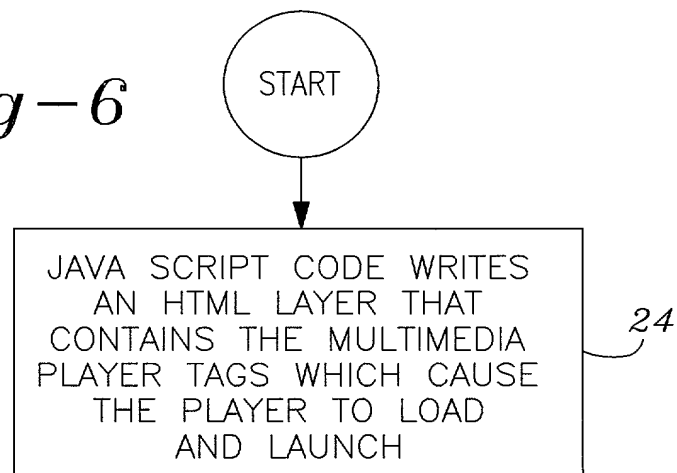 g-6
START
JAVA SCRIPT CODE WRITES
AN HTML LAYER THAT
CONTAINS THE MULTIMEDIA
PLAYER TAGS WHICH CAUSE
THE PLAYER TO LOAD
AND LAUNCH
24